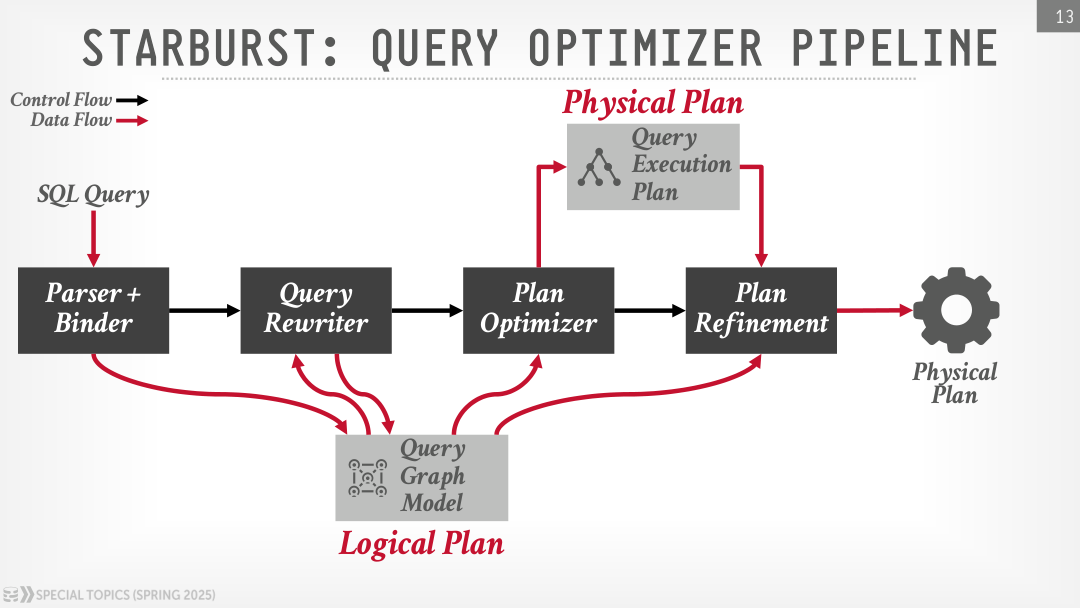 13
STARBURST: QUERY OPTIMIZER PIPELINE
Control Flow
Data Flow
Physical Plan
Query
Execution
Plan
SQL Query
Parser +
Binder
Query
Rewriter
Plan
Optimizer
Plan
Refinement
Physical
Plan
Query
Graph
Model
Logical Plan
SPECIAL TOPICS (SPRING 2025)